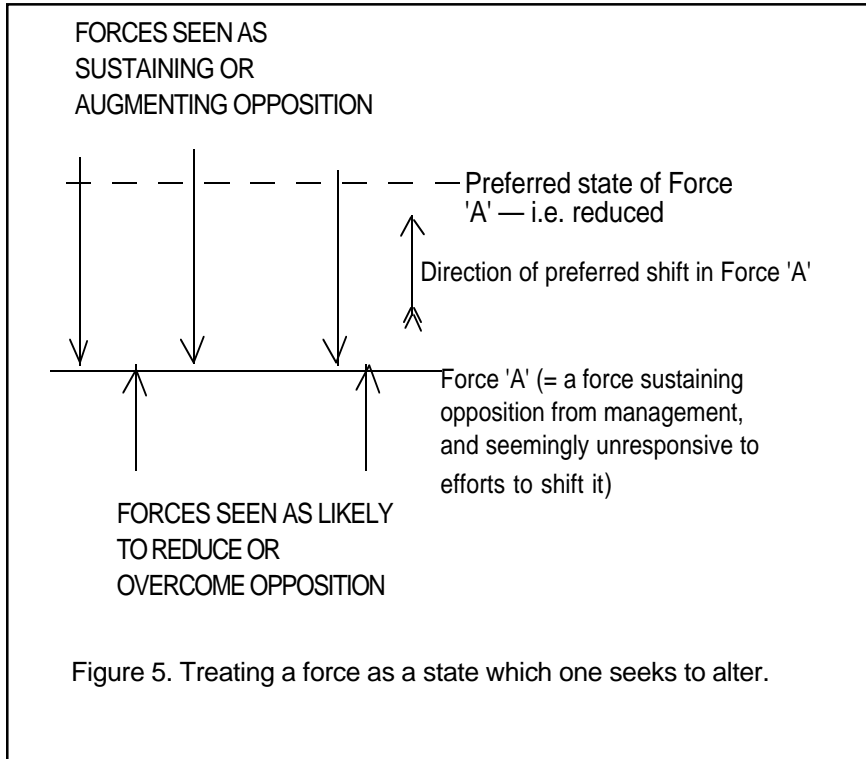 FORCES SEEN AS
SUSTAINING OR
AUGMENTING OPPOSITION
Preferred state of Force
'A' — i.e. reduced
Direction of preferred shift in Force 'A'
Force 'A' (= a force sustaining
opposition from management,
and seemingly unresponsive to
efforts to shift it)
FORCES SEEN AS LIKELY
TO REDUCE OR
OVERCOME OPPOSITION
Figure 5. Treating a force as a state which one seeks to alter.